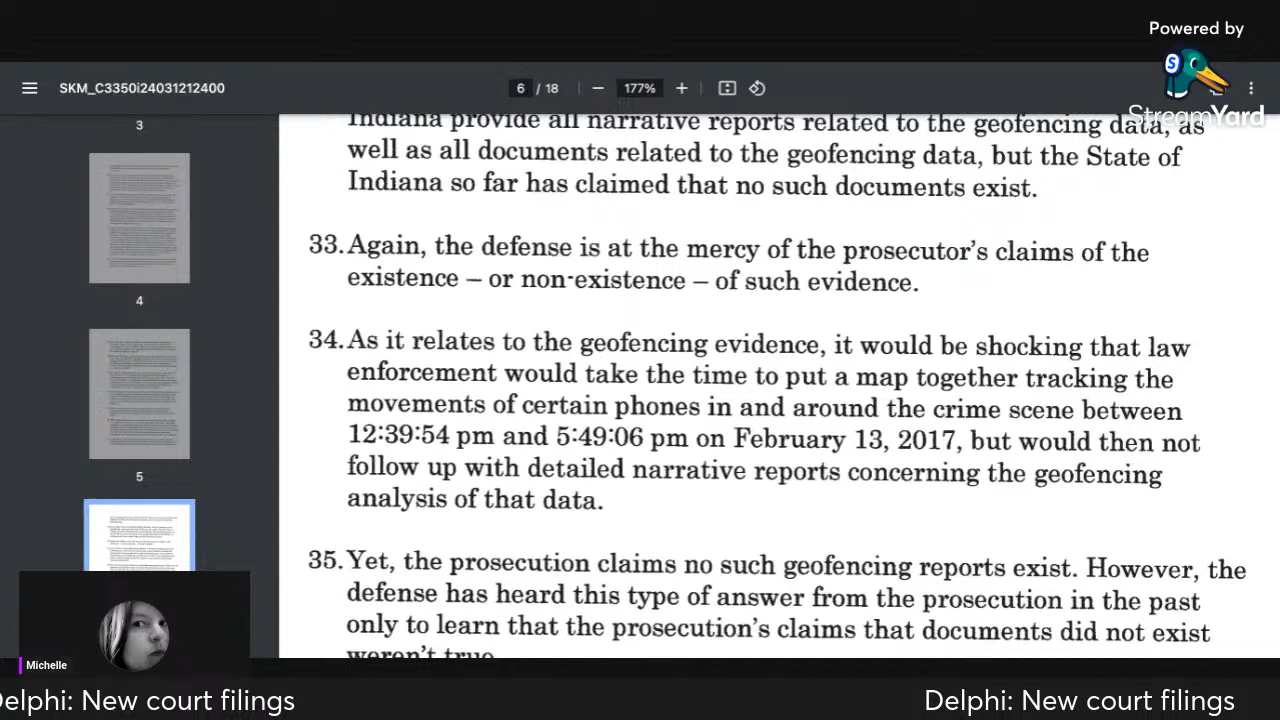 Powered by
StreamYard
SKM_C3350i24031212400
6 / 18
177%
3
4
5
Indiana provide all narrative reports related to the geofencing data, as
well as all documents related to the geofencing data, but the State of
Indiana so far has claimed that no such documents exist.
33. Again, the defense is at the mercy of the prosecutor's claims of the
existence – or non-existence – of such evidence.
34. As it relates to the geofencing evidence, it would be shocking that law
enforcement would take the time to put a map together tracking the
movements of certain phones in and around the crime scene between
12:39:54 pm and 5:49:06 pm on February 13, 2017, but would then not
follow up with detailed narrative reports concerning the geofencing
analysis of that data.
35. Yet, the prosecution claims no such geofencing reports exist. However, the
defense has heard this type of answer from the prosecution in the past
only to learn that the prosecution's claims that documents did not exist
weren't true.
Michelle
Delphi: New court filings
Delphi: New court filings